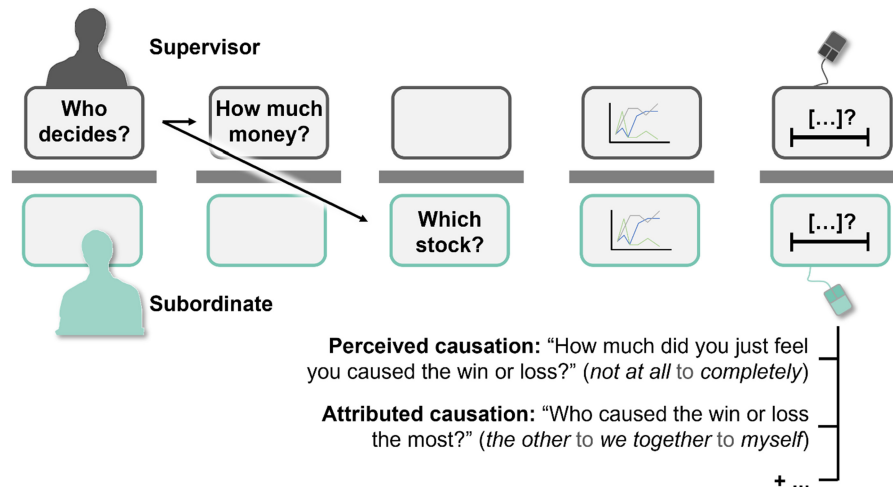 Supervisor
Who
decides?
How much
money?
[...]?
Which
stock?
[...]?
Subordinate
Perceived causation: “How much did you just feel
you caused the win or loss?” (not at all to completely)
Attributed causation: “Who caused the win or loss
the most?” (the other to we together to myself)
+ ...